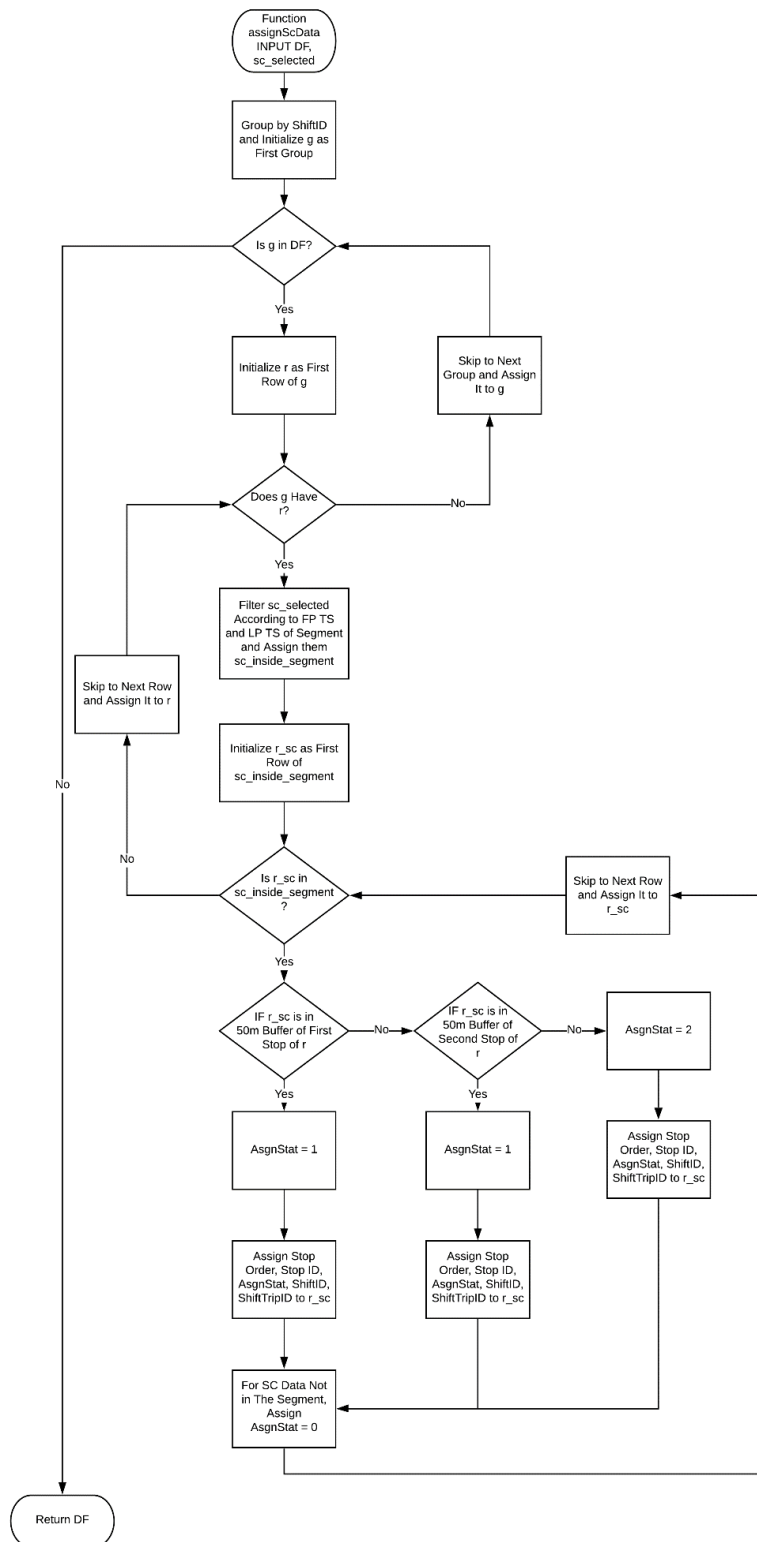 Function
assignScData
INPUT DF,
sc_selected
Group by ShiftID
and Initialize g as
First Group
Is g in DF?
Yes
Initialize r as First
Row of g
Skip to Next
Group and Assign
It to g
Does g Have
r?
No
Yes
Filter sc_selected
According to FP TS
and LP TS of Segment
and Assign them
sc_inside_segment
Skip to Next Row
and Assign It to r
Initialize r_sc as First
Row of
sc_inside_segment
No
No
Is r_sc in
sc_inside_segment
?
Skip to Next Row
and Assign It to
r_sc
Yes
IF r_sc is in
50m Buffer of First
Stop of r
No
IF r_sc is in
50m Buffer of
Second Stop of
r
No
AsgnStat = 2
Yes
Yes
AsgnStat = 1
AsgnStat = 1
Assign Stop
Order, Stop ID,
AsgnStat, ShiftID,
ShiftTripID to r_sc
Assign Stop
Order, Stop ID,
AsgnStat, ShiftID,
ShiftTripID to r_sc
Assign Stop
Order, Stop ID,
AsgnStat, ShiftID,
ShiftTripID to r_sc
For SC Data Not
in The Segment,
Assign
AsgnStat = 0
Return DF